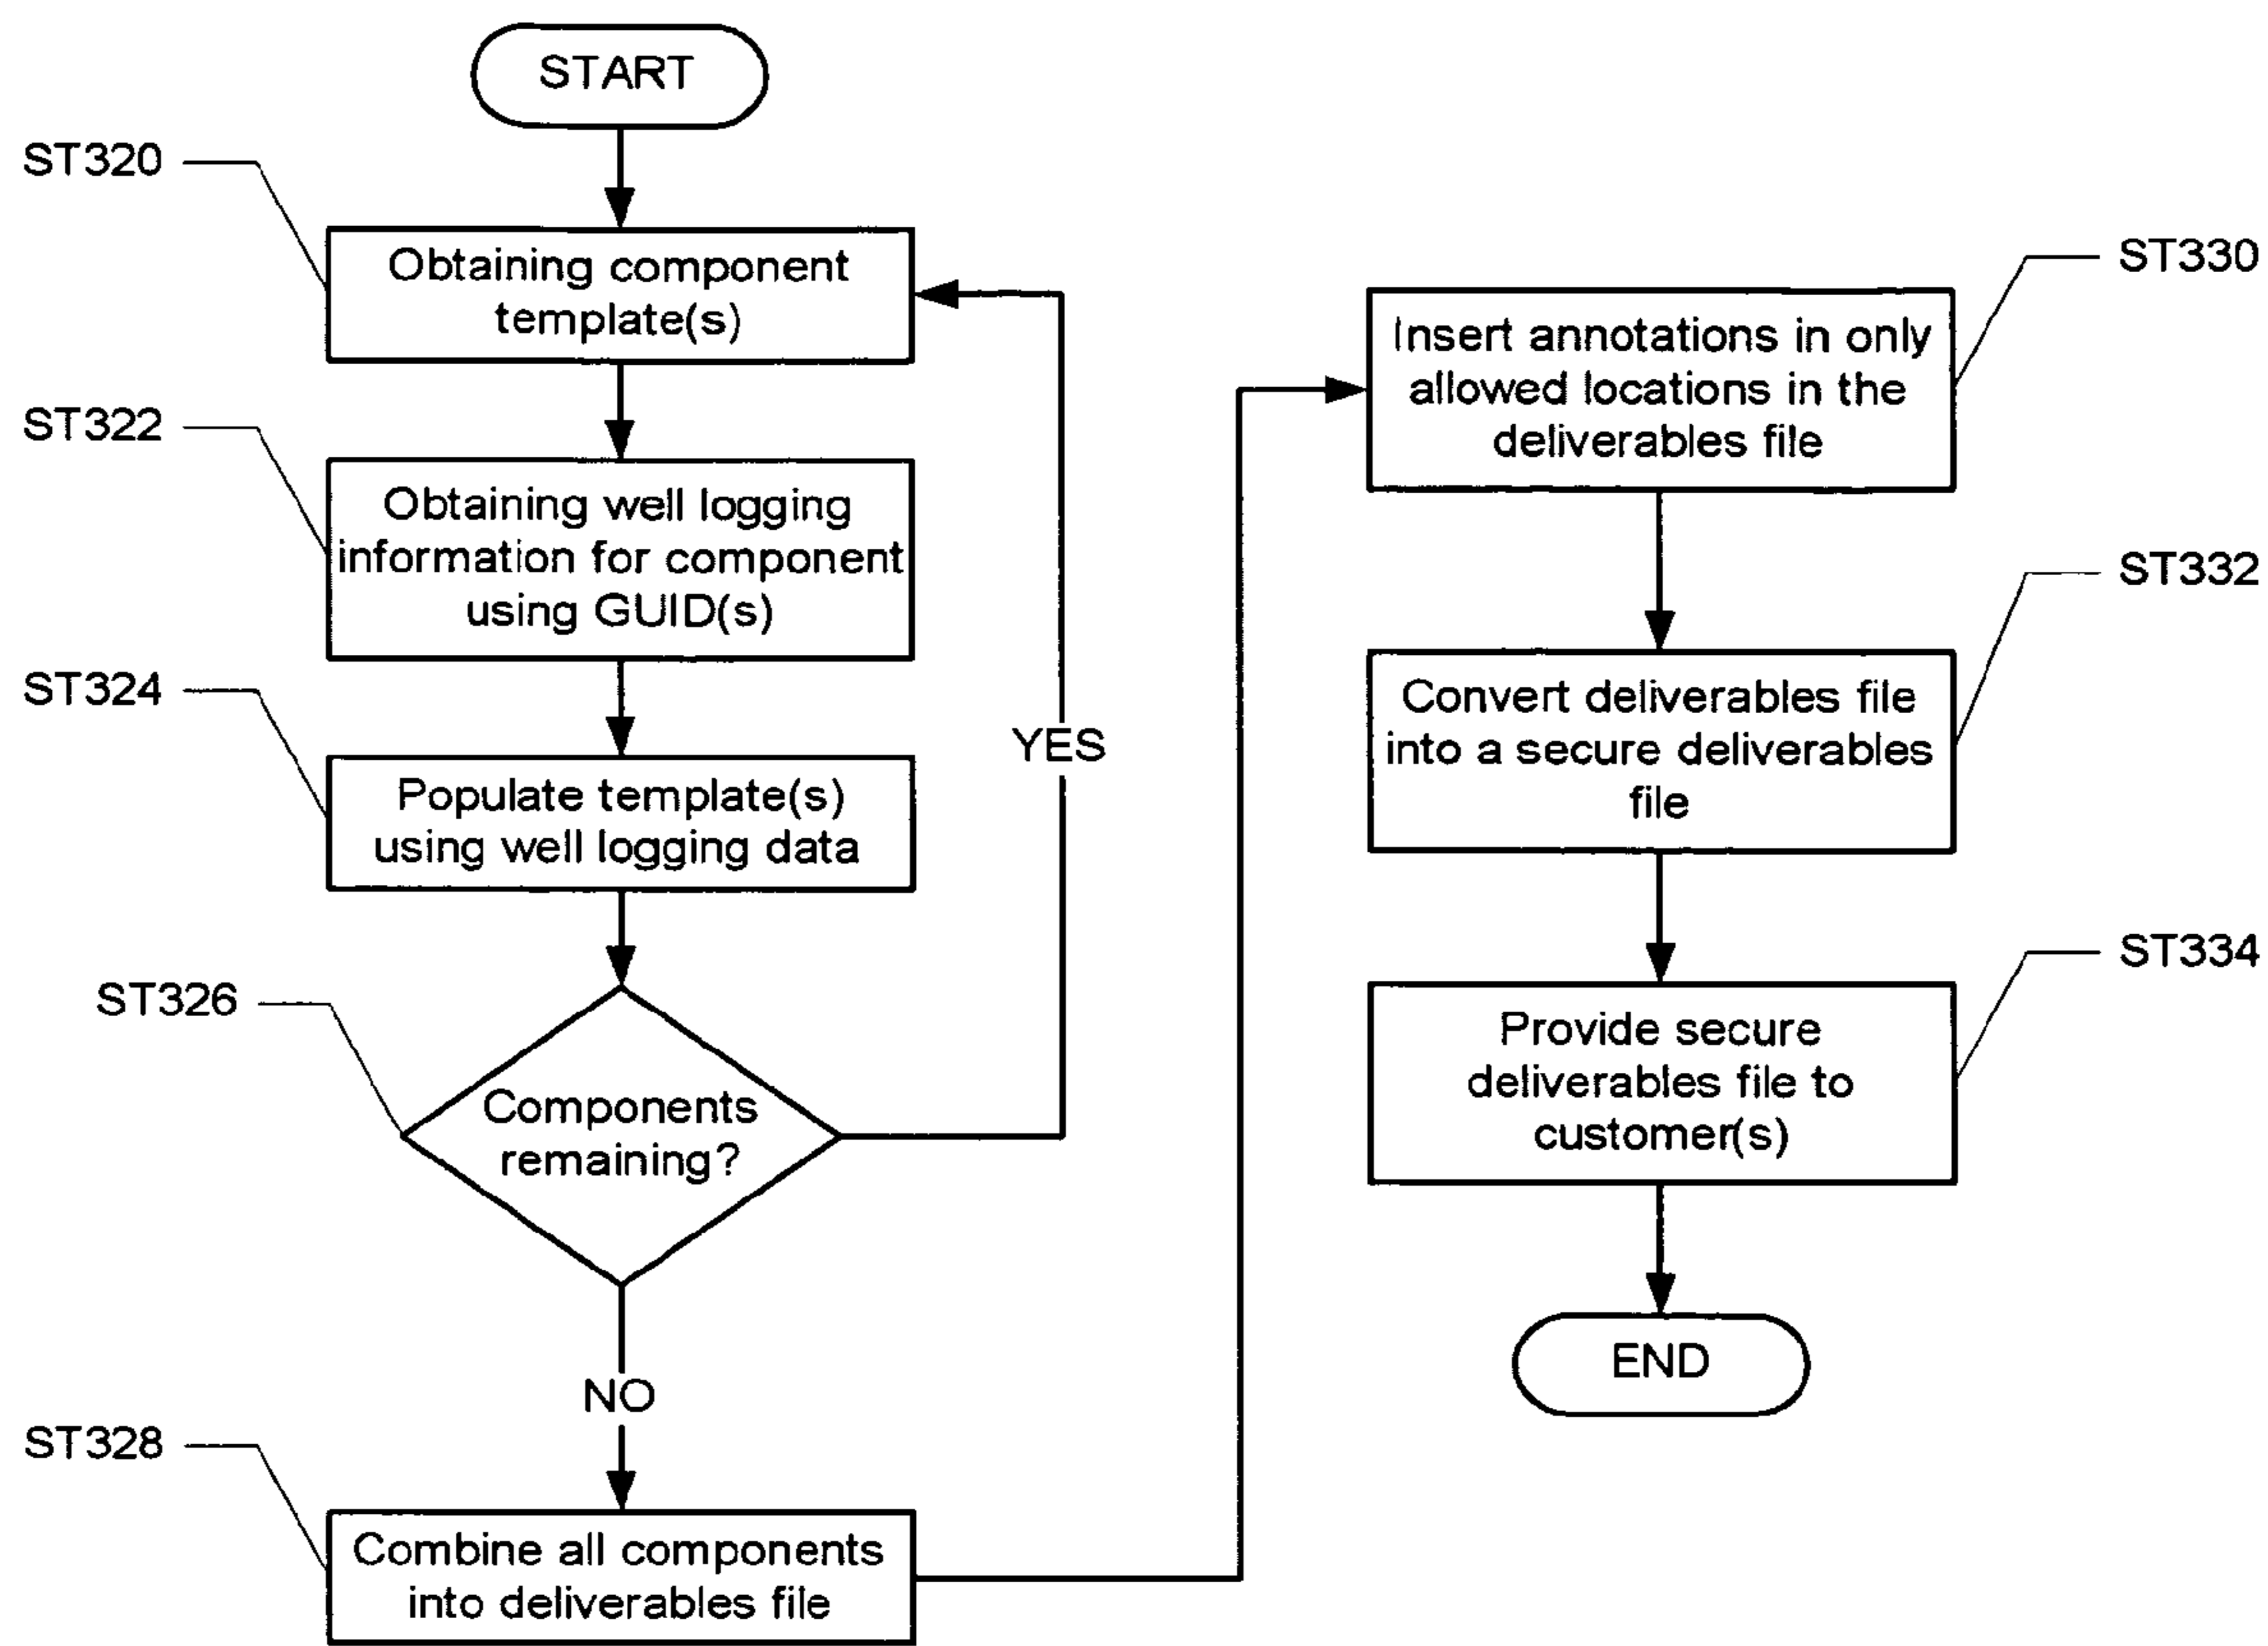 START
ST320
Obtaining component
template(s)
ST322
Obtaining well logging
information for component
using GUID(s)
ST324
Populate template(s)
using well logging data
YES
ST326
Components
remaining?
NO
ST328
Combine all components
into deliverables file
ST330
Insert annotations in only
allowed locations in the
deliverables file
ST332
Convert deliverables file
into a secure deliverables
file
ST334
Provide secure
deliverables file to
customer(s)
END